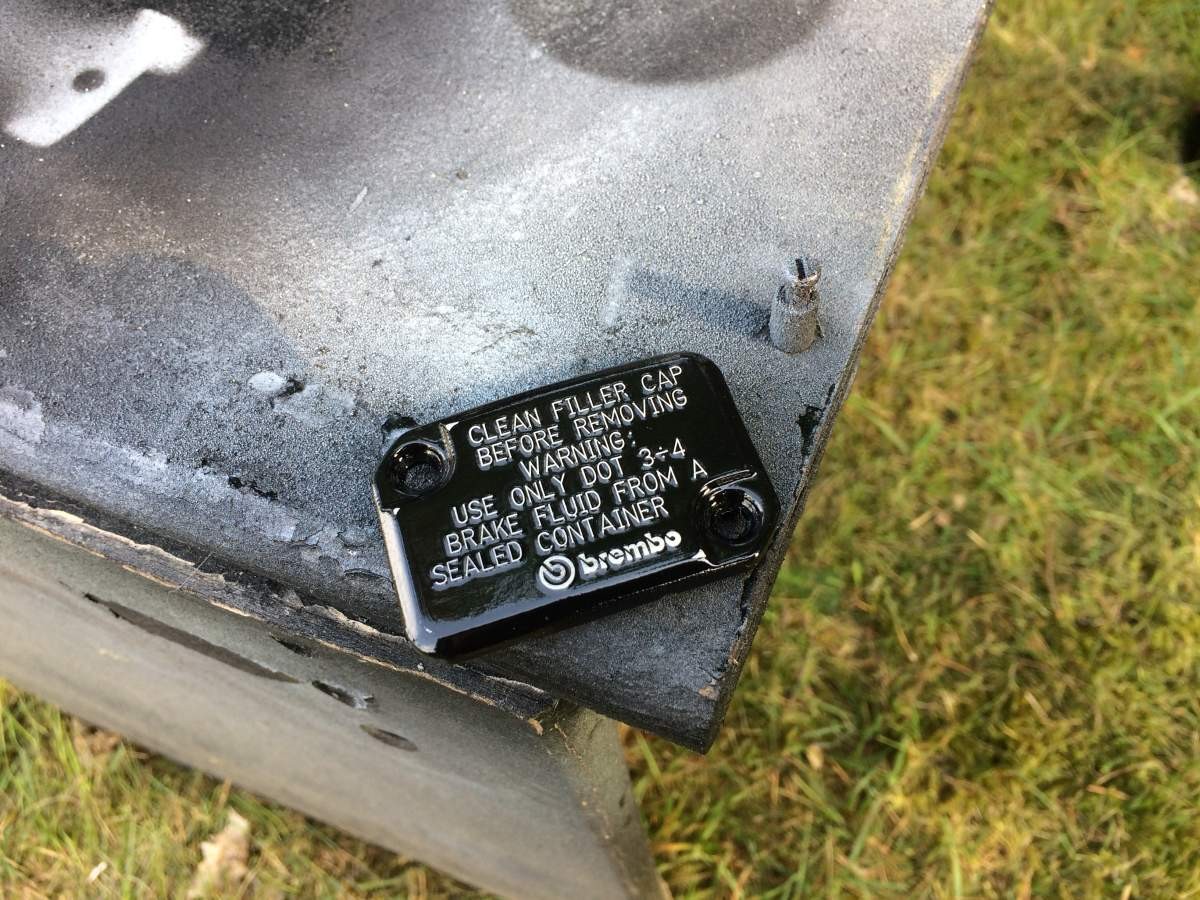 CLEAN FILLER CAP
BEFORE REMOVING
WARNING:
USE ONLY DOT 3÷4
BRAKE FLUID FROM A
SEALED CONTAINER
brembo